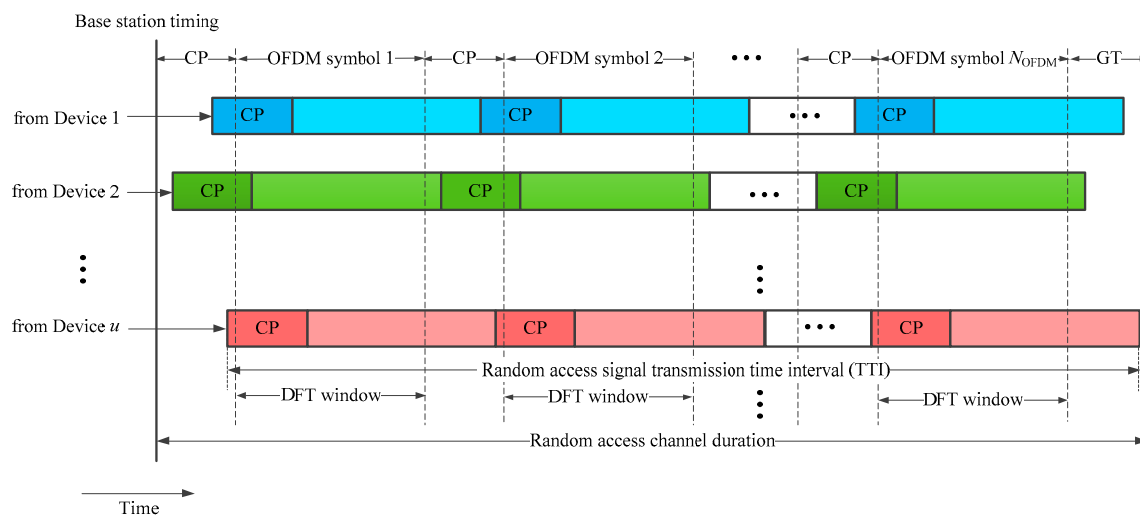 Base station timing
CP OFDM symbol 1 CP OFDM symbol 2 ••• CP OFDM symbol NOFDM GT
from Device 1 CP CP ••• CP
from Device 2 CP CP ••• CP
from Device u CP CP ••• CP
Random access signal transmission time interval (TTI)
DFT window DFT window DFT window
Random access channel duration
Time